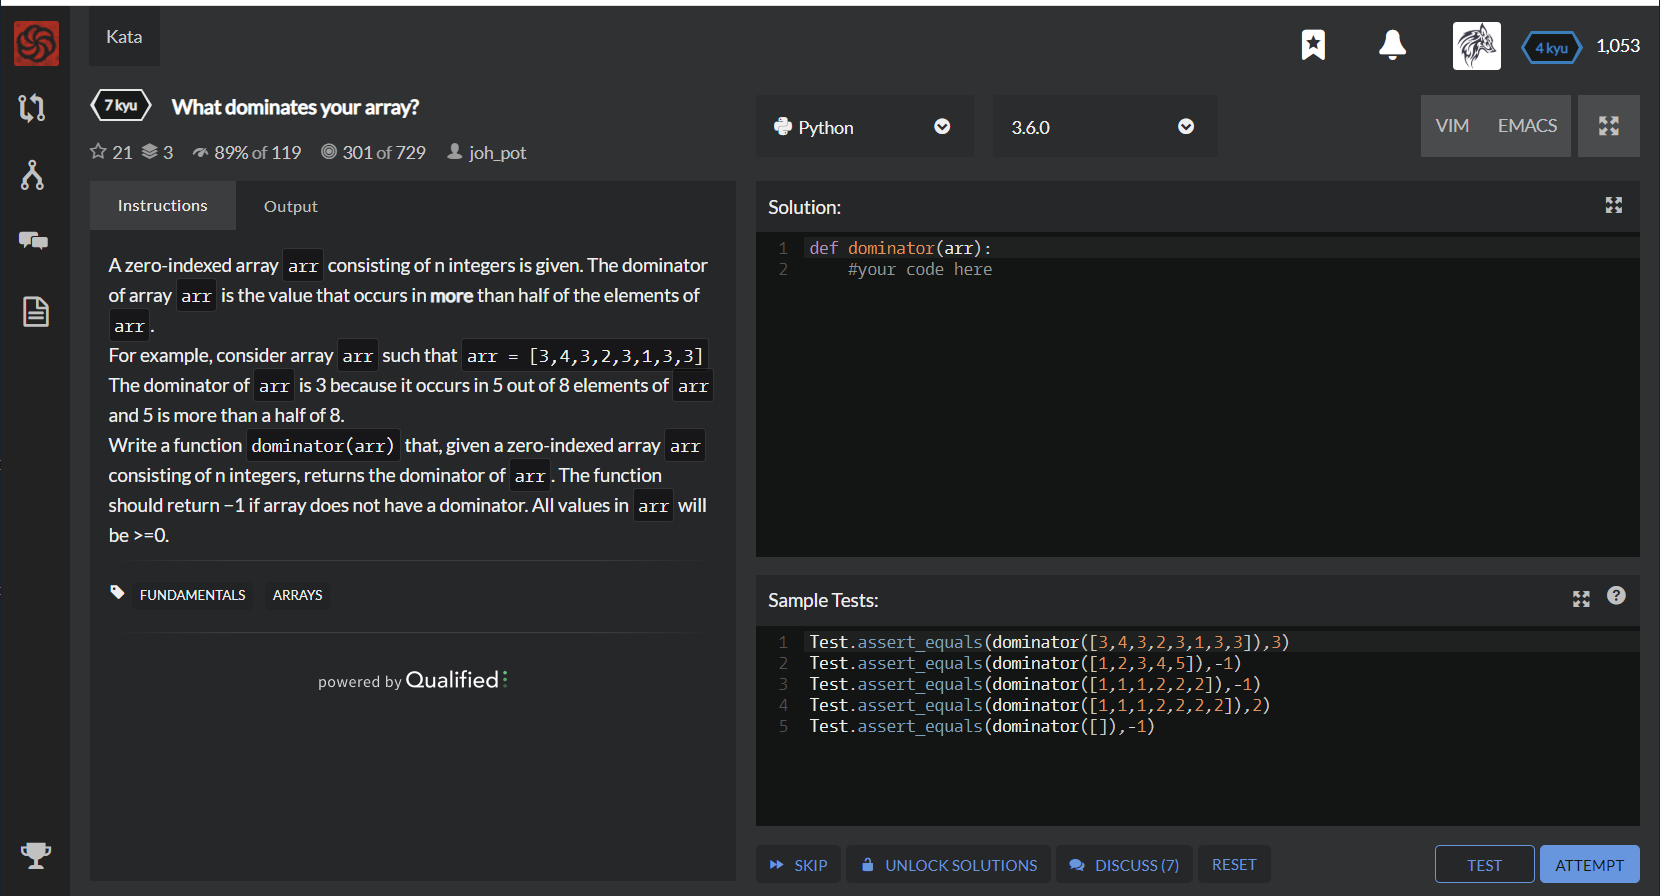 Kata
4 kyu 1,053
7 kyu What dominates your array?
21 3 89% of 119 301 of 729 joh_pot
Python
3.6.0
VIM EMACS
Instructions Output
A zero-indexed array arr consisting of n integers is given. The dominator
of array arr is the value that occurs in more than half of the elements of
arr .
For example, consider array arr such that arr = [3,4,3,2,3,1,3,3]
The dominator of arr is 3 because it occurs in 5 out of 8 elements of arr
and 5 is more than a half of 8.
Write a function dominator(arr) that, given a zero-indexed array arr
consisting of n integers, returns the dominator of arr . The function
should return −1 if array does not have a dominator. All values in arr will
be >=0.
FUNDAMENTALS ARRAYS
powered by Qualified
Solution:
1 def dominator(arr):
2 #your code here
Sample Tests:
?
1 Test.assert_equals(dominator([3,4,3,2,3,1,3,3]),3)
2 Test.assert_equals(dominator([1,2,3,4,5]),-1)
3 Test.assert_equals(dominator([1,1,1,2,2,2]),-1)
4 Test.assert_equals(dominator([1,1,1,2,2,2,2]),2)
5 Test.assert_equals(dominator([]),-1)
SKIP UNLOCK SOLUTIONS DISCUSS (7) RESET TEST ATTEMPT